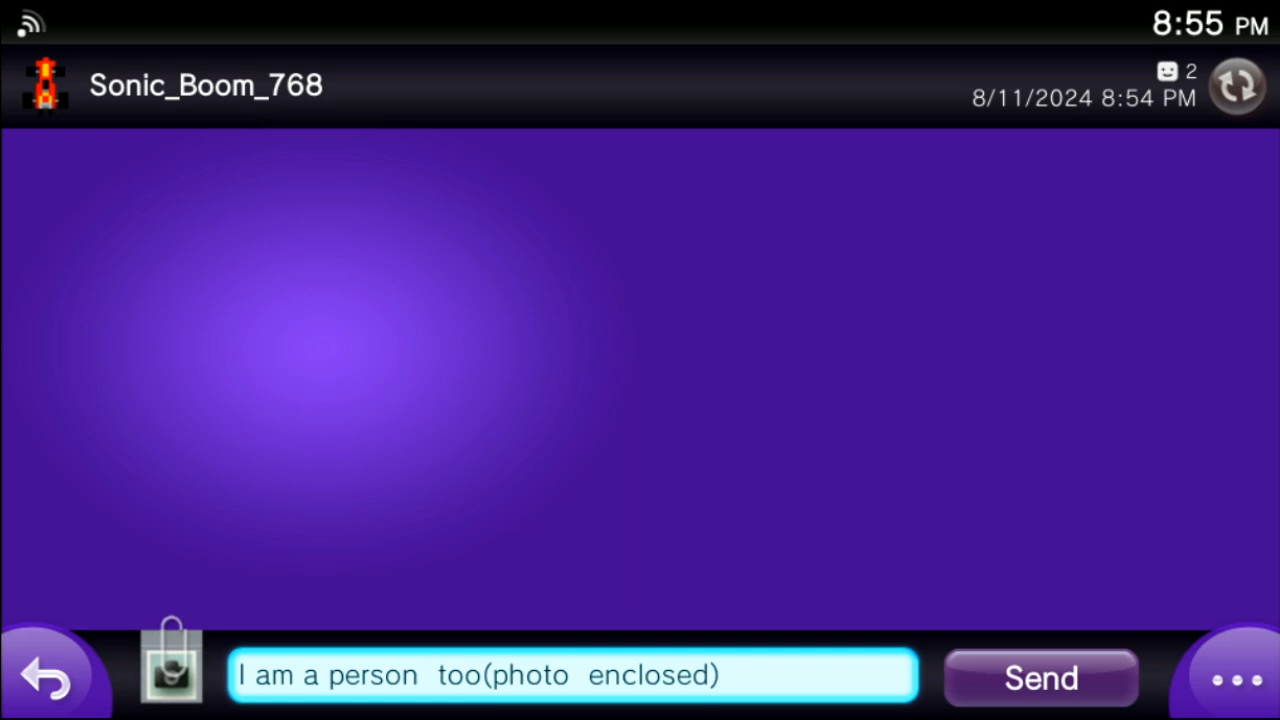 8:55 PM
Sonic_Boom_768
2
8/11/2024 8:54 PM
I am a person  too(photo  enclosed)
Send